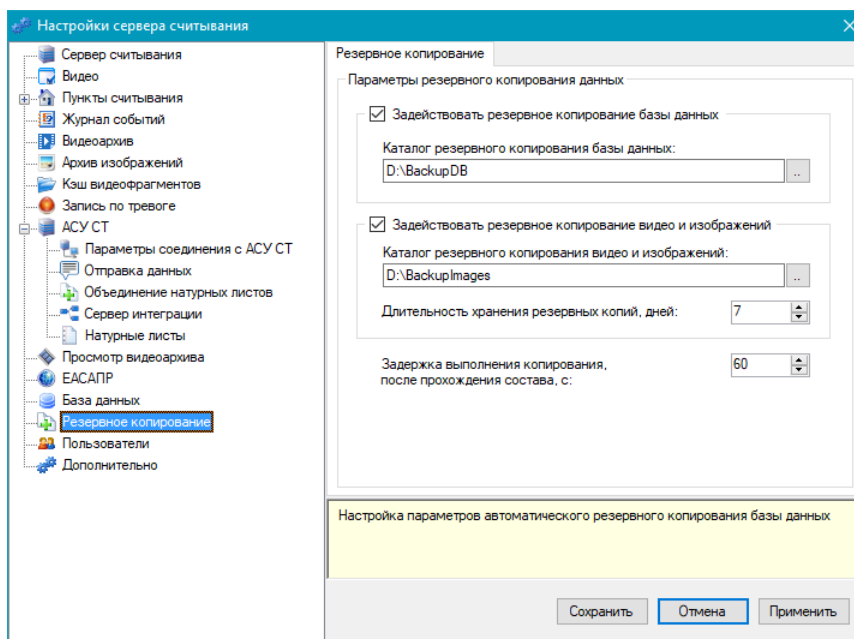 Настройки сервера считывания
Сервер считывания
Видео
Пункты считывания
Журнал событий
Видеоархив
Архив изображений
Кэш видеофрагментов
Запись по тревоге
АСУ СТ
Параметры соединения с АСУ СТ
Отправка данных
Объединение натурных листов
Сервер интеграции
Натурные листы
Просмотр видеоархива
ЕАСАПР
База данных
Резервное копирование
Пользователи
Дополнительно
Резервное копирование
Параметры резервного копирования данных
Задействовать резервное копирование базы данных
Каталог резервного копирования базы данных:
D:\BackupDB
..
Задействовать резервное копирование видео и изображений
Каталог резервного копирования видео и изображений:
D:\BackupImages
..
Длительность хранения резервных копий, дней: 7
Задержка выполнения копирования, 60
после прохождения состава, с:
Настройка параметров автоматического резервного копирования базы данных
Сохранить Отмена Применить